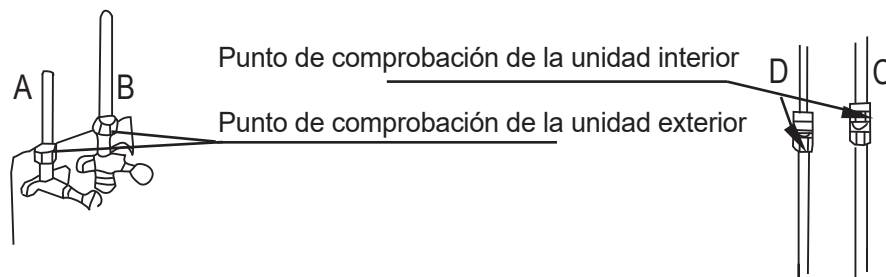 Punto de comprobación de la unidad interior
A
B
D
C
Punto de comprobación de la unidad exterior